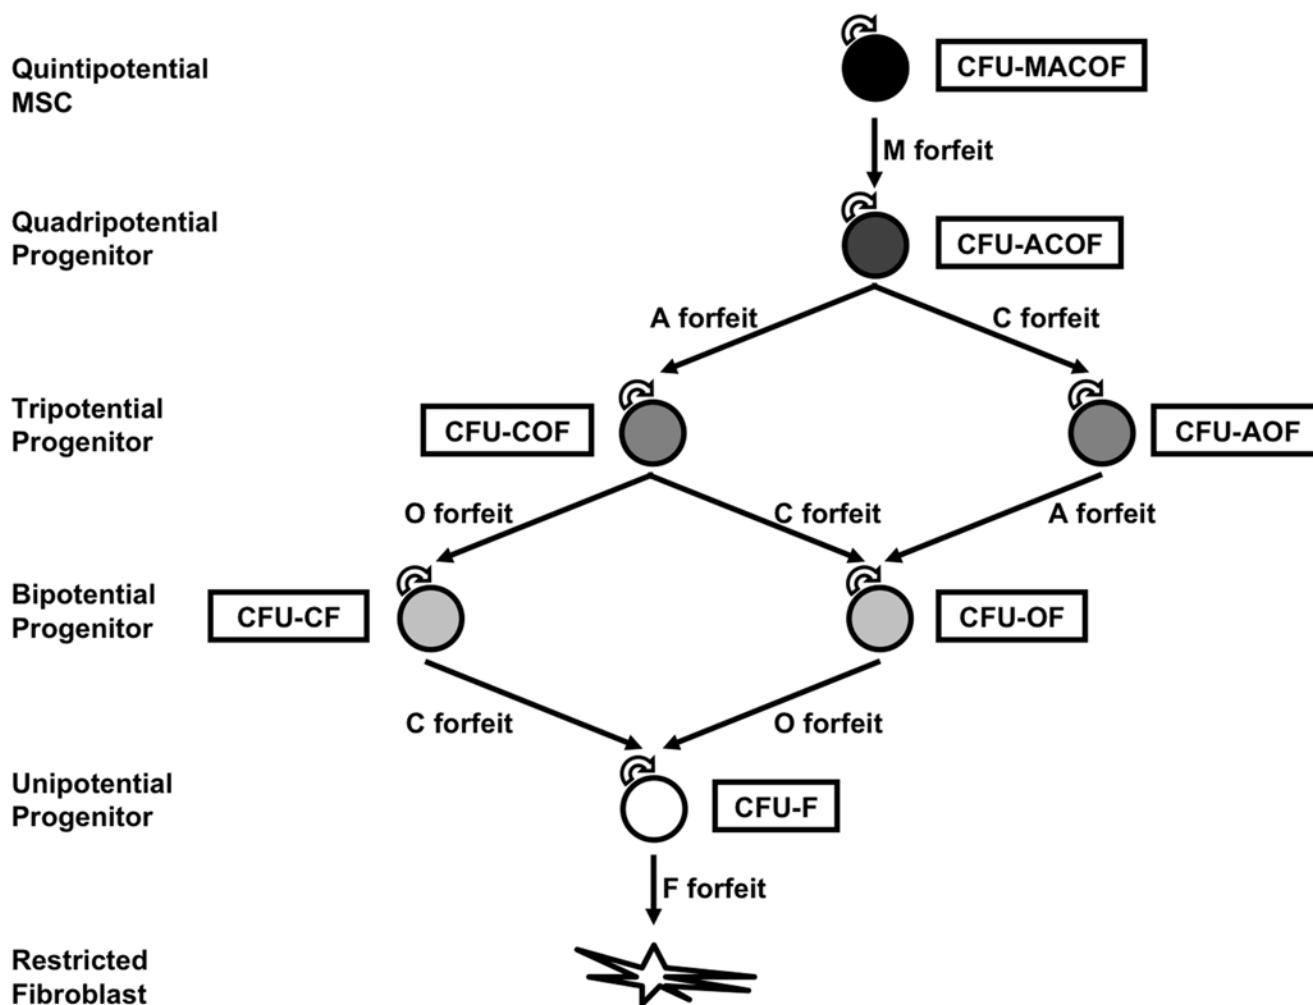 Quintipotential
MSC
CFU-MACOF
M forfeit
Quadripotential
Progenitor
CFU-ACOF
A forfeit
C forfeit
Tripotential
Progenitor
CFU-COF
CFU-AOF
O forfeit
C forfeit
A forfeit
Bipotential
Progenitor
CFU-CF
CFU-OF
C forfeit
O forfeit
Unipotential
Progenitor
CFU-F
F forfeit
Restricted
Fibroblast